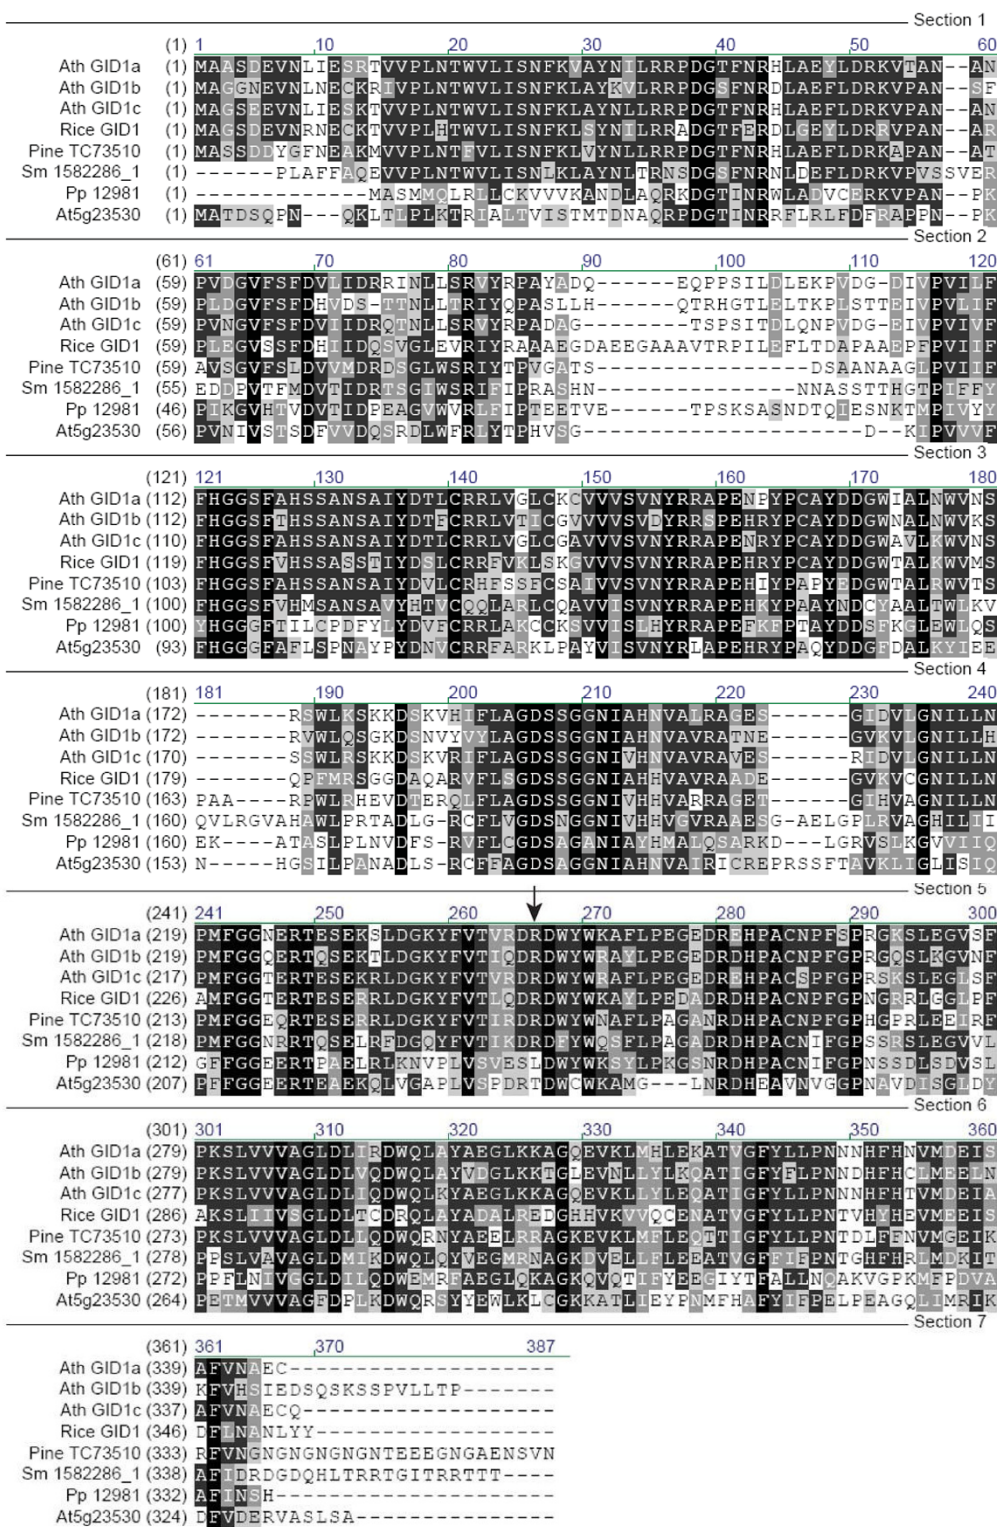 Section 1
(1) 1 10 20 30 40 50 60
Ath GID1a (1) MAASDEVNLIESRTVVPLNTWVLISNFKVAYNILRRPDGTFNRHLAEYLDRKVTAN--AN
Ath GID1b (1) MAGGNEVNLNECKRIVPLNTWVLISNFKLAYKVLRRPDGSFNRDLAEFLDRKVPAN--SF
Ath GID1c (1) MAGSEEVNLIESKTVVPLNTWVLISNFKLAYNLLRRPDGTFNRHLAEFLDRKVPAN--AN
Rice GID1 (1) MAGSDEVNRNECKTVVPLHTWVLISNFKLSYNILRRADGTFERDLGEYLDRRVPAN--AR
Pine TC73510 (1) MASSDDYGFNEAKMVVPLNTFVLISNFKLVYNLLRRPDGTFNRHLAEFLDRKAPAN--AT
Sm 1582286_1 (1) ------PLAFFAQEVVPLNTWVLISNLKLAYNLTRNSDGSFNRNLDEFLDRKVPVSSVER
Pp 12981 (1) -------------MASMMQLRLLCKVVVKANDLAQRKDGTINRWLADVCERKVPAN--PK
At5g23530 (1) MATDSQPN---QKLTLPLKTRIALTVISTMTDNAQRPDGTINRRFLRLFDFRAPPN--PK
Section 2
(61) 61 70 80 90 100 110 120
Ath GID1a (59) PVDGVFSFDVLIDRRINLLSRVYRPAYADQ------EQPPSILDLEKPVDG-DIVPVILF
Ath GID1b (59) PLDGVFSFDHVDS-TTNLLTRIYQPASLLH------QTRHGTLELTKPLSTTEIVPVLIF
Ath GID1c (59) PVNGVFSFDVIIDRQTNLLSRVYRPADAG--------TSPSITDLQNPVDG-EIVPVIVF
Rice GID1 (59) PLEGVSSFDHIIDQSVGLEVRIYRAAAEGDAEEGAAAVTRPILEFLTDAPAAEPFPVIIF
Pine TC73510 (59) AVSGVFSLDVVMDRDSGLWSRIYTPVGATS----------------DSAANAAGLPVIIF
Sm 1582286_1 (55) EDDPVTFMDVTIDRTSGIWSRIFIPRASHN---------------NNASSTTHGTPIFFY
Pp 12981 (46) PIKGVHTVDVTIDPEAGVWVRLFIPTEETVE------TPSKSASNDTQIESNKTMPIVYY
At5g23530 (56) PVNIVSTSDFVVDQSRDLWFRLYTPHVSG---------------------D--KIPVVVF
Section 3
(121) 121 130 140 150 160 170 180
Ath GID1a (112) FHGGSFAHSSANSAIYDTLCRRLVGLCKCVVVSVNYRRAPENPYPCAYDDGWIALNWVNS
Ath GID1b (112) FHGGSFTHSSANSAIYDTFCRRLVTICGVVVVSVDYRRSPEHRYPCAYDDGWNALNWVKS
Ath GID1c (110) FHGGSFAHSSANSAIYDTLCRRLVGLCGAVVVSVNYRRAPENRYPCAYDDGWAVLKWVNS
Rice GID1 (119) FHGGSFVHSSASSTIYDSLCRRFVKLSKGVVVSVNYRRAPEHRYPCAYDDGWTALKWVMS
Pine TC73510 (103) FHGGSFAHSSANSAIYDVLCRHFSSFCSAIVVSVNYRRAPEHIYPAPYEDGWTALRWVTS
Sm 1582286_1 (100) FHGGSFVHMSANSAVYHTVCQQLARLCQAVVISVNYRRAPEHKYPAAYNDCYAALTWLKV
Pp 12981 (100) YHGGGFTILCPDFYLYDVFCRRLAKCCKSVVISLHYRRAPEFKFPTAYDDSFKGLEWLQS
At5g23530 (93) FHGGGFAFLSPNAYPYDNVCRRFARKLPAYVISVNYRLAPEHRYPAQYDDGFDALKYIEE
Section 4
(181) 181 190 200 210 220 230 240
Ath GID1a (172) -------RSWLKSKKDSKVHIFLAGDSSGGNIAHNVALRAGES------GIDVLGNILLN
Ath GID1b (172) -------RVWLQSGKDSNVYVYLAGDSSGGNIAHNVAVRATNE------GVKVLGNILLH
Ath GID1c (170) -------SSWLRSKKDSKVRIFLAGDSSGGNIVHNVAVRAVES------RIDVLGNILLN
Rice GID1 (179) -------QPFMRSGGDAQARVFLSGDSSGGNIAHHVAVRAADE------GVKVCGNILLN
Pine TC73510 (163) PAA----RPWLRHEVDTERQLFLAGDSSGGNIVHHVARRAGET------GIHVAGNILLN
Sm 1582286_1 (160) QVLRGVAHAWLPRTADLG-RCFLVGDSNGGNIVHHVGVRAAESG-AELGPLRVAGHILII
Pp 12981 (160) EK-----ATASLPLNVDFS-RVFLCGDSAGANIAYHMALQSARKD---LGRVSLKGVVIIQ
At5g23530 (153) N------HGSILPANADLS-RCFFAGDSAGGNIAHNVAIRICREPRSSFTAVKLIGLISIQ
Section 5
(241) 241 250 260 270 280 290 300
Ath GID1a (219) PMFGGNERTESEKSLDGKYFVTVRDRDWYWKAFLPEGEDREHPACNPFSPRGKSLEGVSF
Ath GID1b (219) PMFGGQERTQSEKTLDGKYFVTIQDRDWYWRAYLPEGEDRDHPACNPFGPRGQSLKGVNF
Ath GID1c (217) PMFGGTERTESEKRLDGKYFVTVRDRDWYWRAFLPEGEDREHPACSPFGPRSKSLEGLSF
Rice GID1 (226) AMFGGTERTESERRLDGKYFVTLQDRDWYWKAYLPEDADRDHPACNPFGPNGRRLGGLPF
Pine TC73510 (213) PMFGGEQRTESERRLDGKYFVTIRDRDWYWNAFLPAGANRDHPACNPFGPHGPRLEEIRF
Sm 1582286_1 (218) PMFGGNRRTQSELRFDGQYFVTIKDRDFYWQSFLPAGADRDHPACNIFGPSSRSLEGVVL
Pp 12981 (212) GFFGGEERTPAELRLKNVPLVSVESLDWYWKSYLPKGSNRDHPACNIFGPNSSDLSDVSL
At5g23530 (207) PFFGGEERTEAEKQLVGAPLVSPDRTDWCWKAMG---LNRDHEAVNVGGPNAVDISGLDY
Section 6
(301) 301 310 320 330 340 350 360
Ath GID1a (279) PKSLVVVAGLDLIRDWQLAYAEGLKKAGQEVKLMHLEKATVGFYLLPNNNHFHNVMDEIS
Ath GID1b (279) PKSLVVVAGLDLVQDWQLAYVDGLKKTGLEVNLLYLKQATIGFYFLPNNDHFHCLMEELN
Ath GID1c (277) PKSLVVVAGLDLIQDWQLKYAEGLKKAGQEVKLLYLEQATIGFYLLPNNNHFHTVMDEIA
Rice GID1 (286) AKSLIIVSGLDLTCDRQLAYADALREDGHHVKVVQCENATVGFYLLPNTVHYHEVMEEIS
Pine TC73510 (273) PKSLVVVAGLDLLQDWQRNYAEELRRAGKEVKLMFLEQTTIGFYLLPNTDLFFNVMGEIK
Sm 1582286_1 (278) PPSLVAVAGLDMIKDWQLQYVEGMRNAGKDVELLFLEEATVGFFIFPNTGHFHRLMDKIT
Pp 12981 (272) PPFLNIVGGLDILQDWEMRFAEGLQKAGKQVQTIFYEEGIYTFALLNQAKVGPKMFPDVA
At5g23530 (264) PETMVVVAGFDPLKDWQRSYYEWLKLCGKKATLIEYPNMFHAFYIFPELPEAGQLIMRIK
Section 7
(361) 361 370 387
Ath GID1a (339) AFVNAEC--------------------
Ath GID1b (339) KFVHSIEDSQSKSSPVLLTP-------
Ath GID1c (337) AFVNAECQ-------------------
Rice GID1 (346) DFLNANLYY------------------
Pine TC73510 (333) RFVNGNGNGNGNGNTEEEGNGAENSVN
Sm 1582286_1 (338) AFIDRDGDQHLTRRTGITRRTTT----
Pp 12981 (332) AFINSH---------------------
At5g23530 (324) DFVDERVASLSA---------------